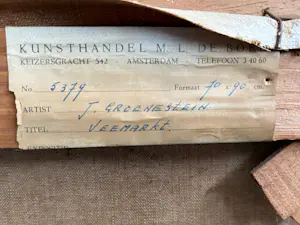 KUNSTHANDEL M. L. DE BOER
KEIZERSGRACHT 542 AMSTERDAM TELEFOON 3 40 60
No 5379 Formaat 70 x 90 cm.
ARTIST J. GROENESTEIN
TITEL VEEMARKT.